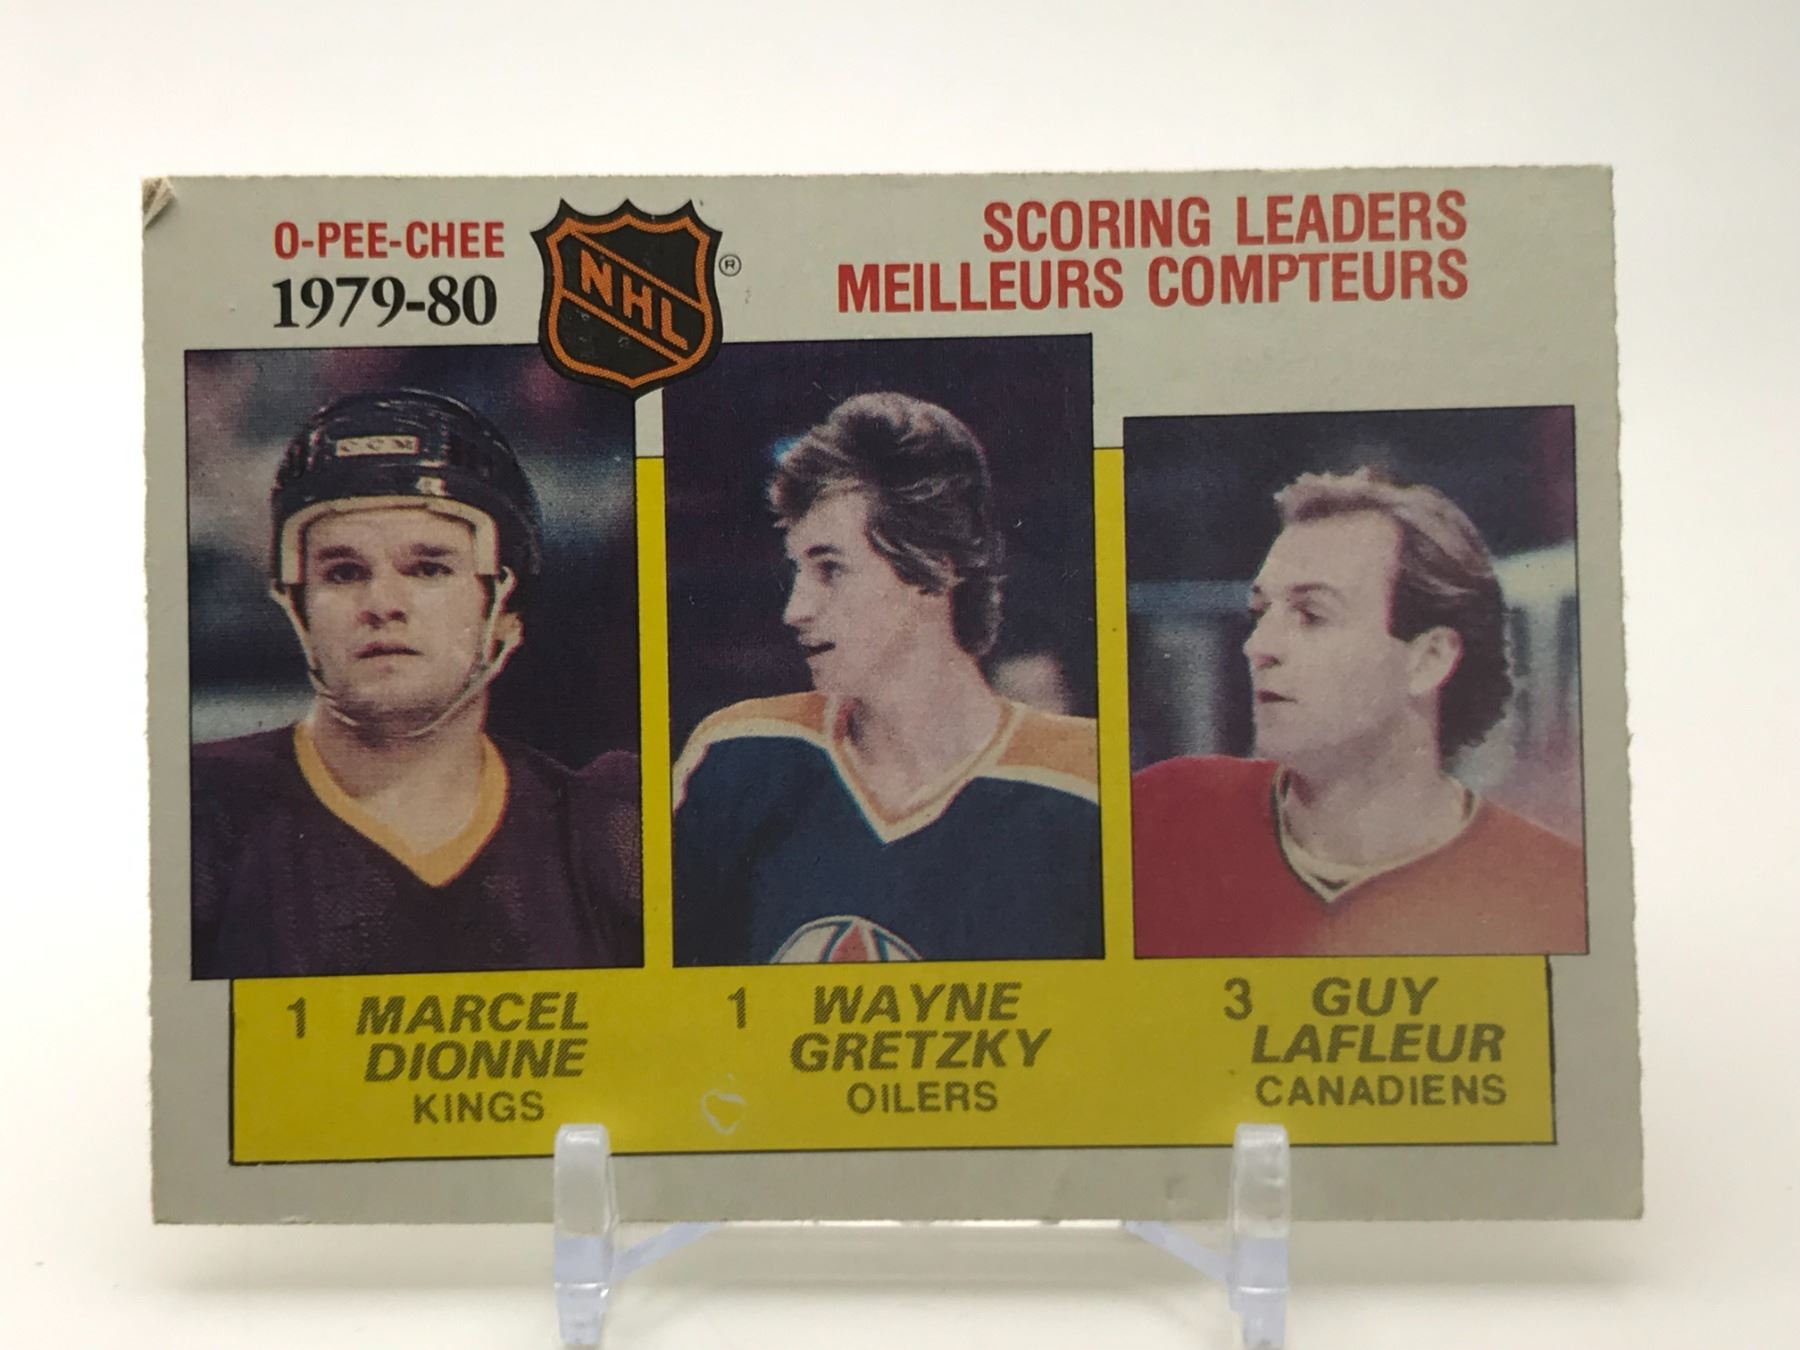 O-PEE-CHEE
1979-80
NHL
®
SCORING LEADERS
MEILLEURS COMPTEURS
CCM
1 MARCEL
DIONNE
KINGS
1 WAYNE
GRETZKY
OILERS
3 GUY
LAFLEUR
CANADIENS